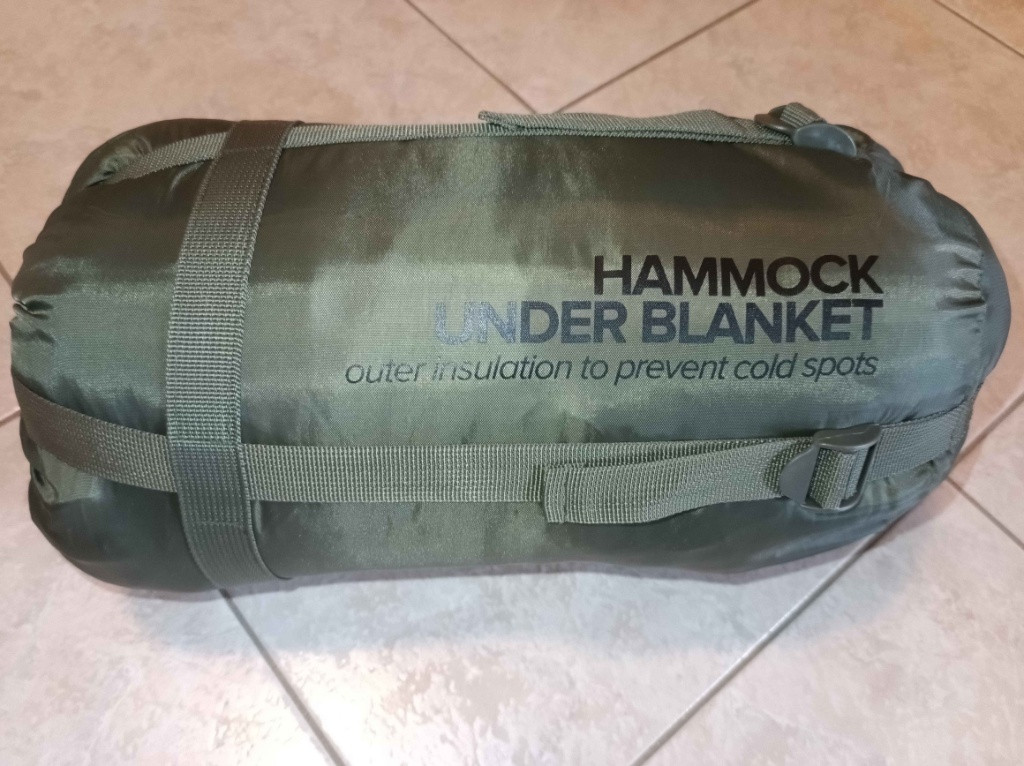 HAMMOCK
UNDER BLANKET
outer insulation to prevent cold spots